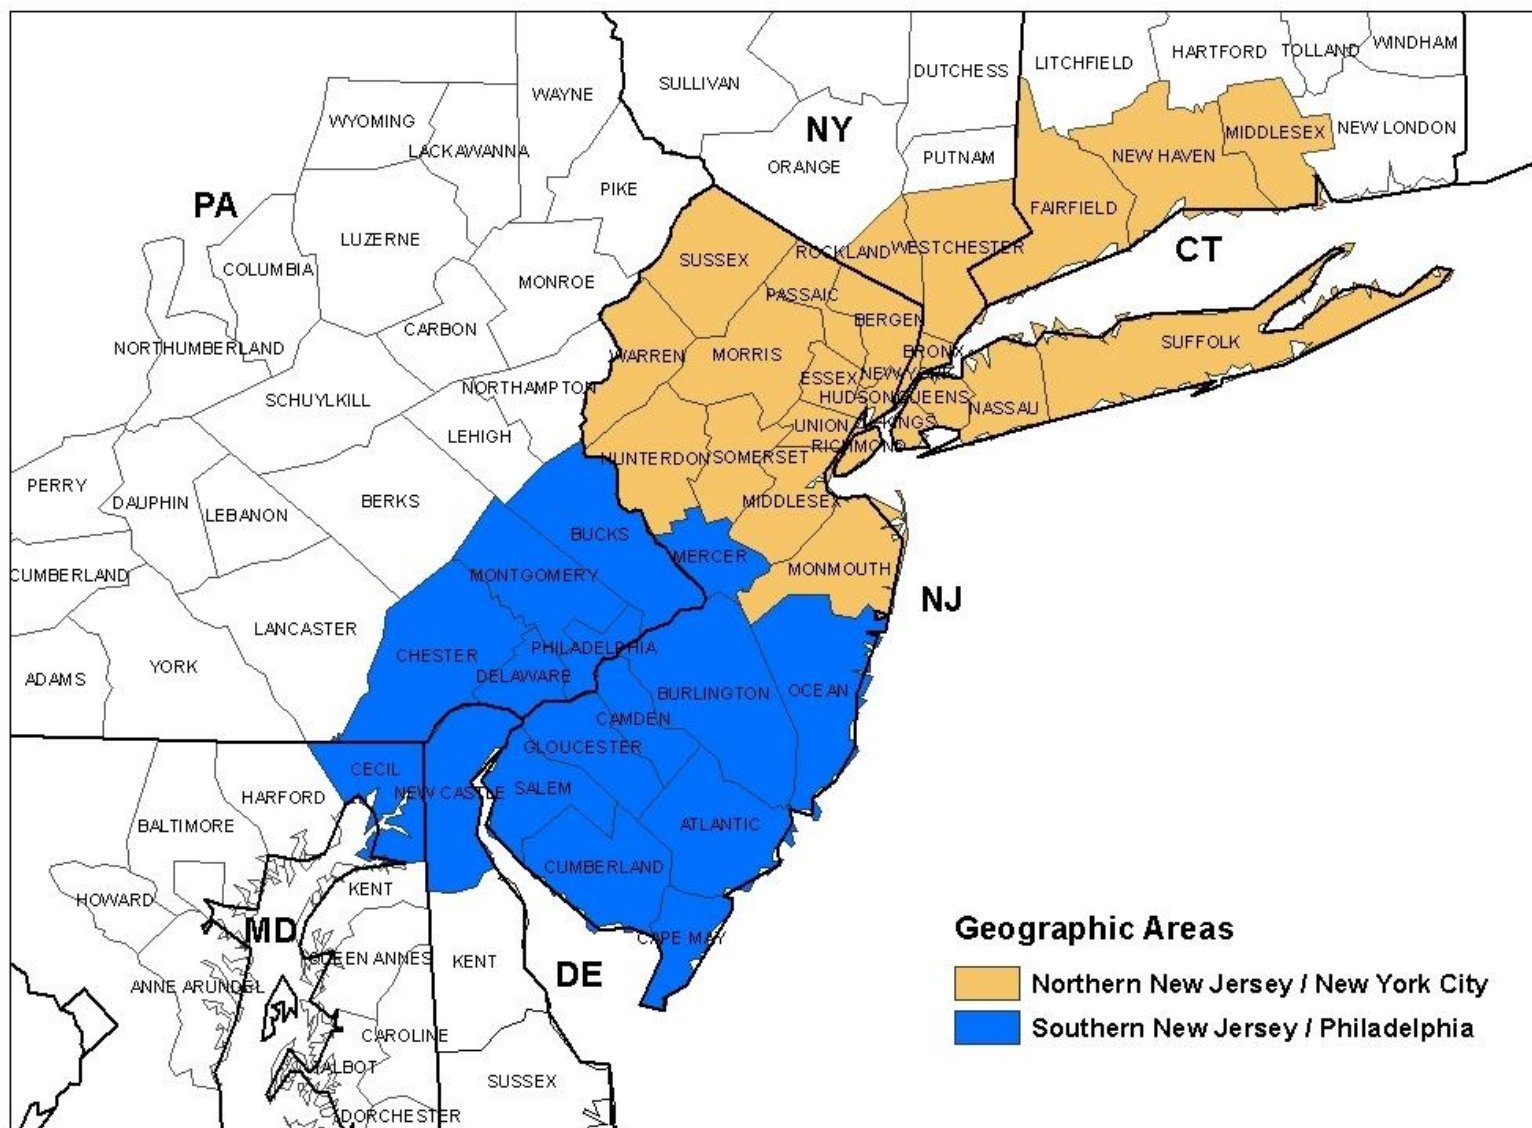 HARTFORD
TOLLAND
WINDHAM
LITCHFIELD
DUTCHESS
SULLIVAN
WAYNE
WYOMING
NY
MIDDLESEX
NEW LONDON
LACKAWANNA
NEW HAVEN
PUTNAM
ORANGE
PIKE
PA
FAIRFIELD
LUZERNE
ROCKLAND
WESTCHESTER
CT
SUSSEX
COLUMBIA
MONROE
PASSAIC
BERGEN
CARBON
SUFFOLK
NORTHUMBERLAND
WARREN
MORRIS
BRONX
ESSEX
NEW YORK
NORTHAMPTON
SCHUYLKILL
HUDSON
QUEENS
NASSAU
UNION
KINGS
LEHIGH
RICHMOND
HUNTERDON
SOMERSET
PERRY
DAUPHIN
BERKS
MIDDLESEX
LEBANON
BUCKS
MERCER
MONMOUTH
CUMBERLAND
MONTGOMERY
NJ
LANCASTER
PHILADELPHIA
CHESTER
YORK
DELAWARE
ADAMS
BURLINGTON
OCEAN
CAMDEN
GLOUCESTER
CECIL
NEW CASTLE
SALEM
HARFORD
BALTIMORE
ATLANTIC
CUMBERLAND
KENT
HOWARD
MD
CAPE MAY
QUEEN ANNES
KENT
DE
ANNE ARUNDEL
CAROLINE
TALBOT
SUSSEX
DORCHESTER
Geographic Areas
Northern New Jersey / New York City
Southern New Jersey / Philadelphia